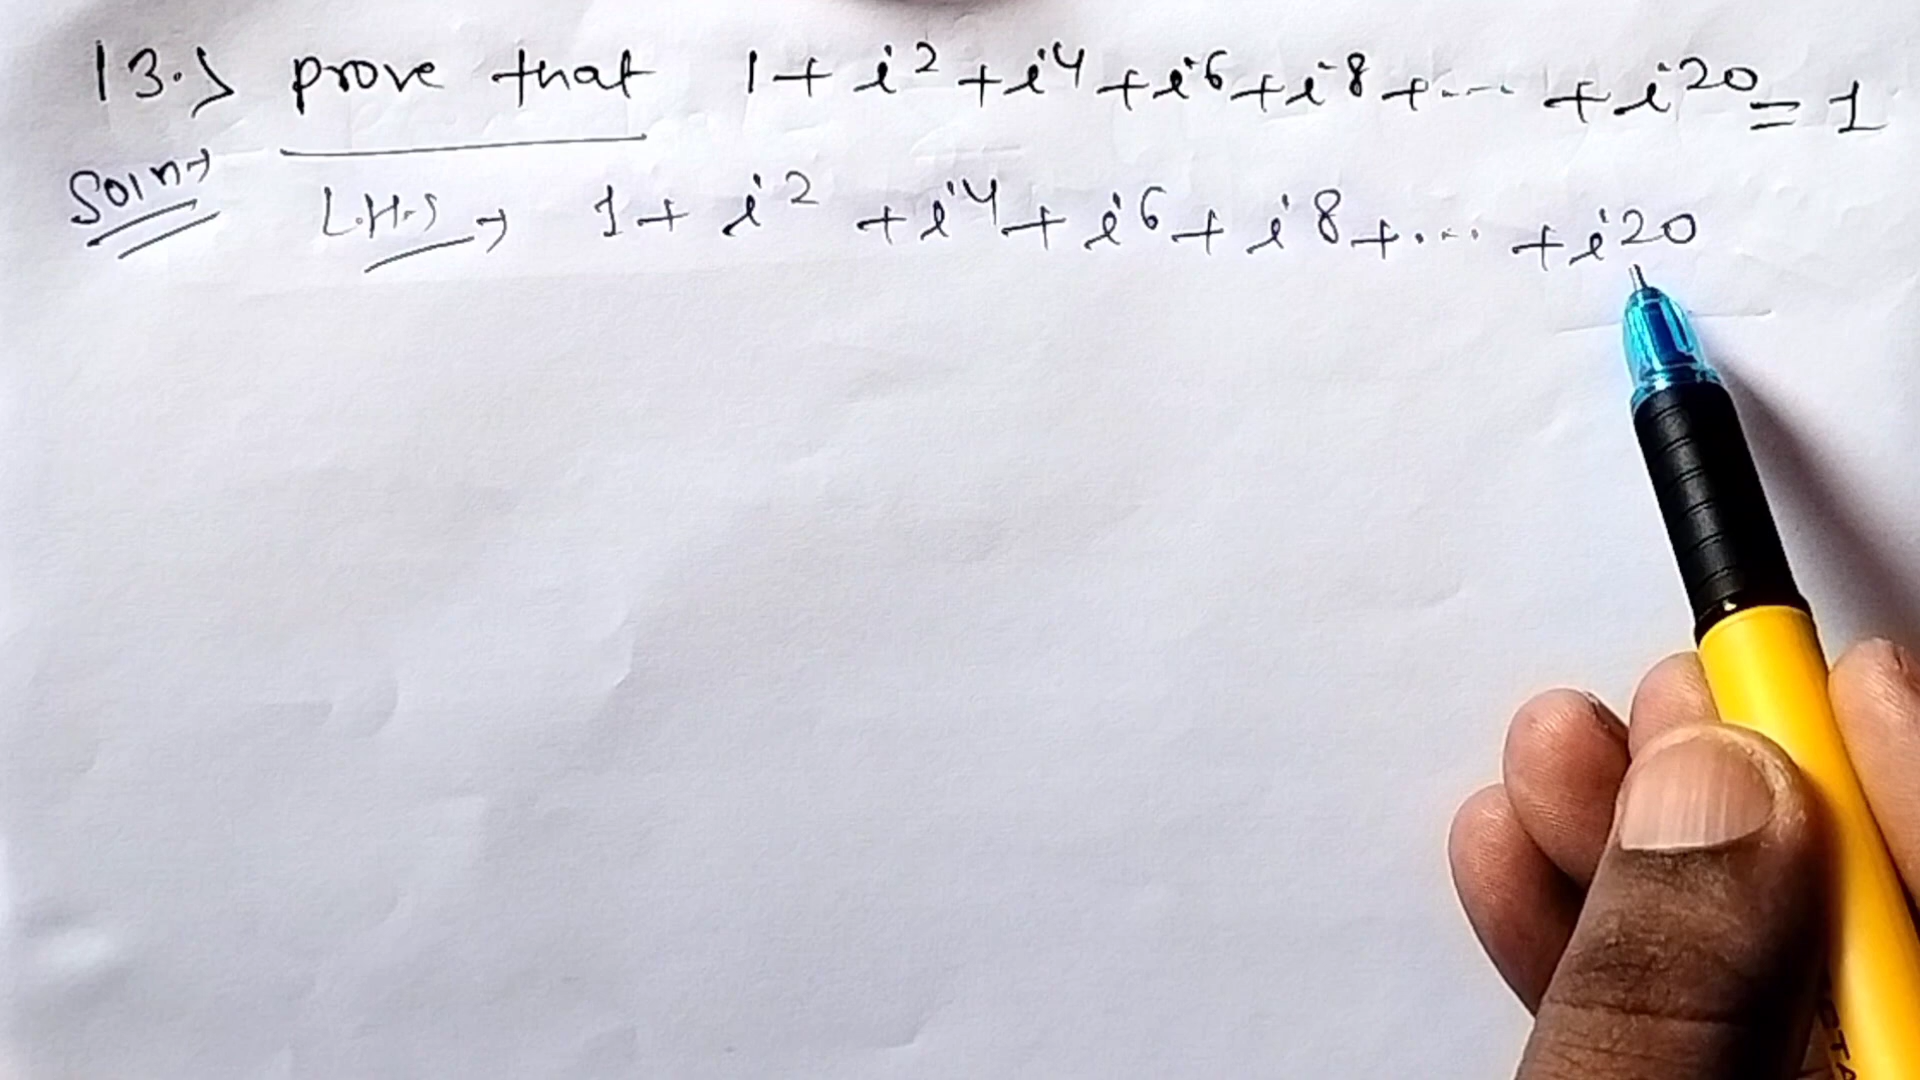 13.) prove that 1 + i² + i⁴ + i⁶ + i⁸ + ... + i²⁰ = 1
Soln→ L.H.S → 1 + i² + i⁴ + i⁶ + i⁸ + ... + i²⁰